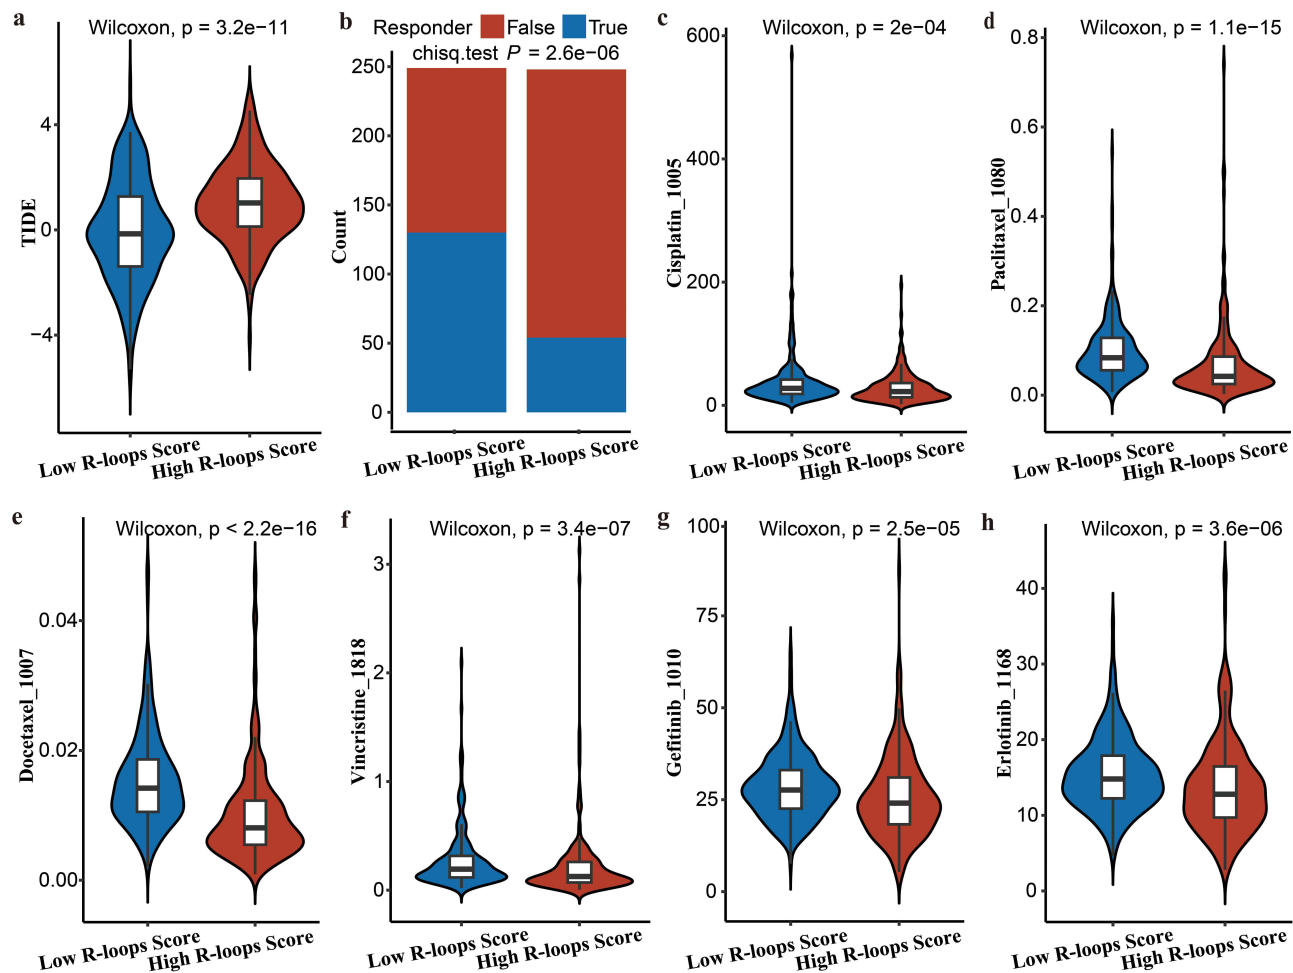 a
Wilcoxon, p = 3.2e−11
TIDE
4
0
−4
Low R-loops Score
High R-loops Score
b
Responder False True
chisq.test P = 2.6e−06
Count
250
200
150
100
50
0
Low R-loops Score
High R-loops Score
c
Wilcoxon, p = 2e−04
Cisplatin_1005
600
400
200
0
Low R-loops Score
High R-loops Score
d
Wilcoxon, p = 1.1e−15
Paclitaxel_1080
0.8
0.6
0.4
0.2
0.0
Low R-loops Score
High R-loops Score
e
Wilcoxon, p < 2.2e−16
Docetaxel_1007
0.04
0.02
0.00
Low R-loops Score
High R-loops Score
f
Wilcoxon, p = 3.4e−07
Vincristine_1818
3
2
1
0
Low R-loops Score
High R-loops Score
g
Wilcoxon, p = 2.5e−05
Gefitinib_1010
100
75
50
25
0
Low R-loops Score
High R-loops Score
h
Wilcoxon, p = 3.6e−06
Erlotinib_1168
40
30
20
10
0
Low R-loops Score
High R-loops Score